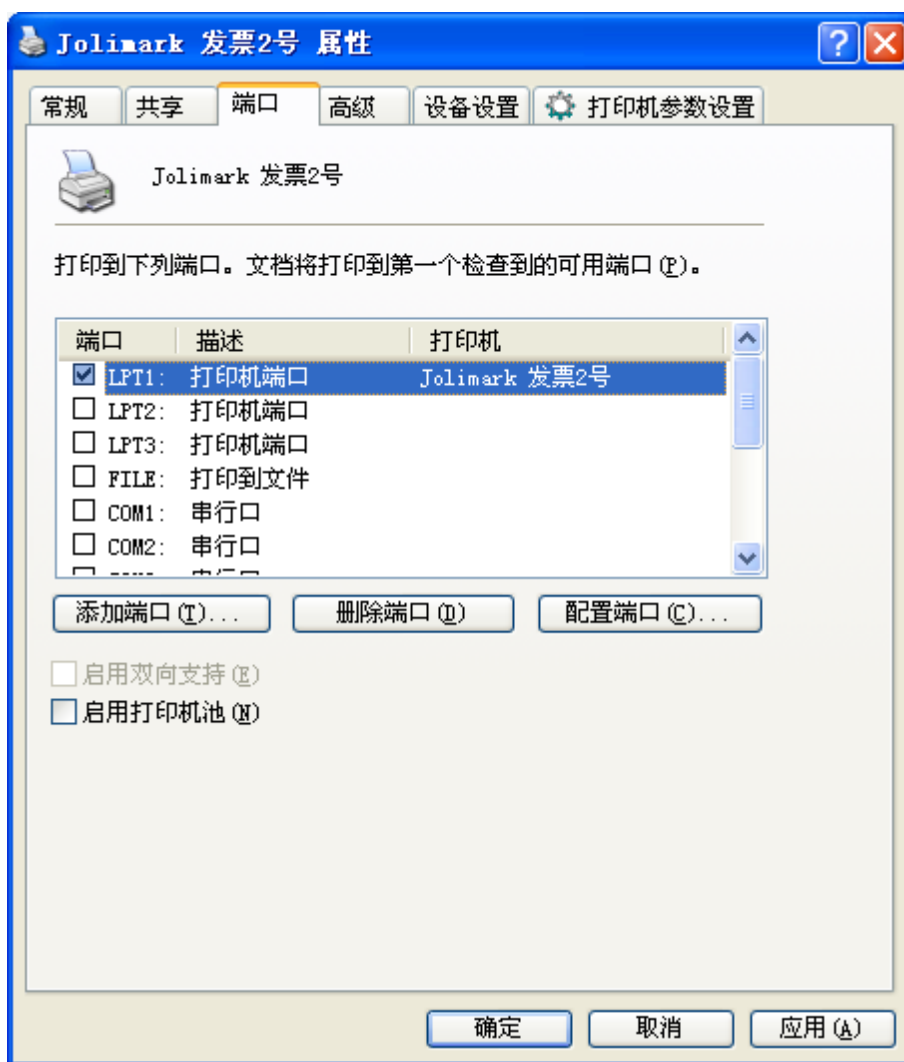 Jolimark 发票2号 属性
常规 共享 端口 高级 设备设置 打印机参数设置
Jolimark 发票2号
打印到下列端口。文档将打印到第一个检查到的可用端口(P)。
端口 描述 打印机
LPT1: 打印机端口 Jolimark 发票2号
LPT2: 打印机端口
LPT3: 打印机端口
FILE: 打印到文件
COM1: 串行口
COM2: 串行口
添加端口(T)... 删除端口(D) 配置端口(C)...
启用双向支持(E)
启用打印机池(N)
确定 取消 应用(A)